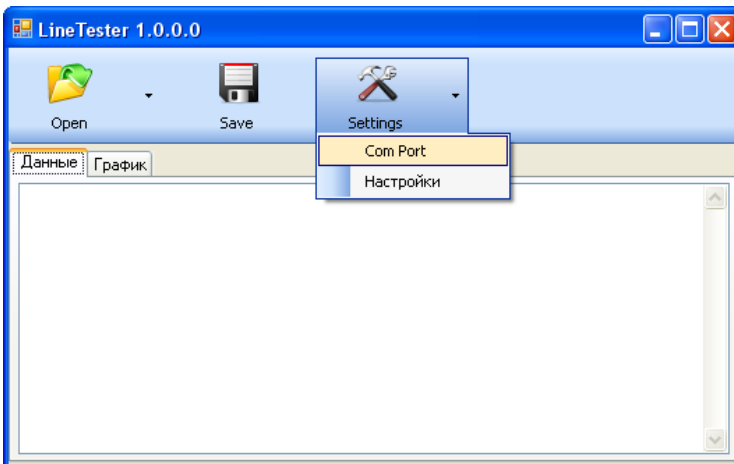 LineTester 1.0.0.0
Open
Save
Settings
Com Port
Настройки
Данные
График